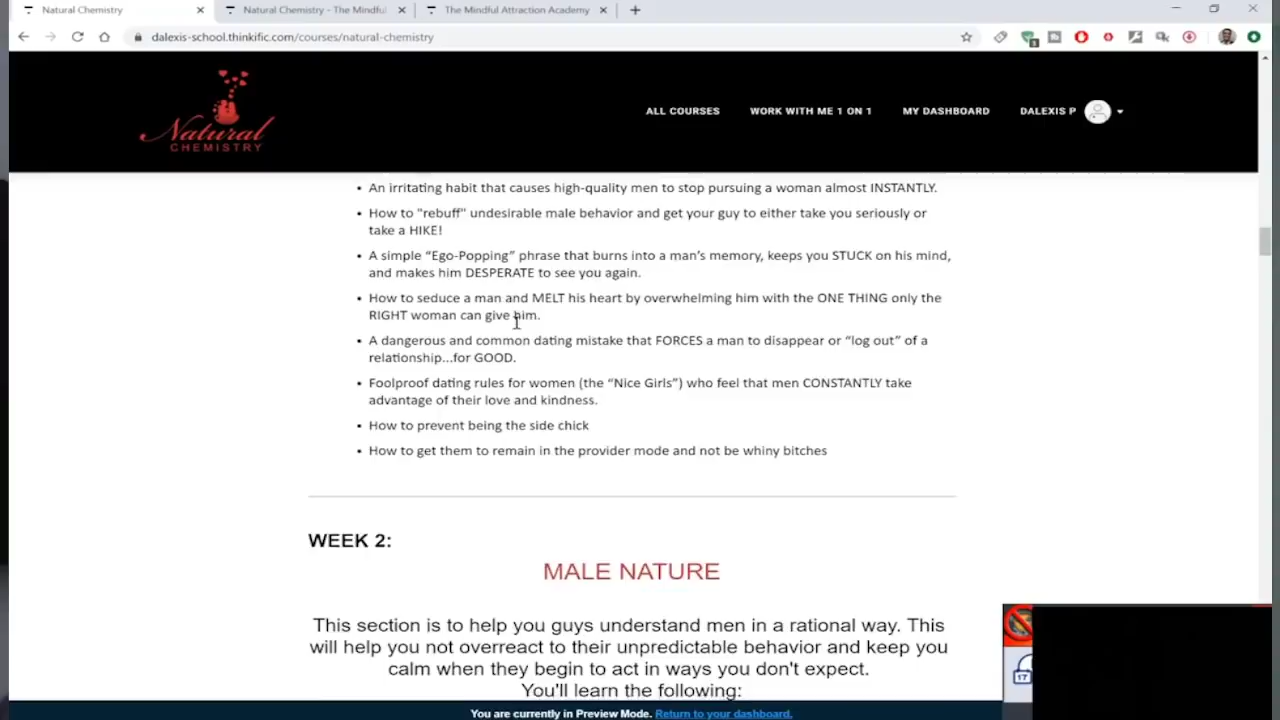 Natural Chemistry
Natural Chemistry - The Mindful
The Mindful Attraction Academy
dalexis-school.thinkific.com/courses/natural-chemistry
Natural
CHEMISTRY
ALL COURSES
WORK WITH ME 1 ON 1
MY DASHBOARD
DALEXIS P
• An irritating habit that causes high-quality men to stop pursuing a woman almost INSTANTLY.
• How to "rebuff" undesirable male behavior and get your guy to either take you seriously or
take a HIKE!
• A simple “Ego-Popping” phrase that burns into a man’s memory, keeps you STUCK on his mind,
and makes him DESPERATE to see you again.
• How to seduce a man and MELT his heart by overwhelming him with the ONE THING only the
RIGHT woman can give him.
• A dangerous and common dating mistake that FORCES a man to disappear or “log out” of a
relationship...for GOOD.
• Foolproof dating rules for women (the “Nice Girls”) who feel that men CONSTANTLY take
advantage of their love and kindness.
• How to prevent being the side chick
• How to get them to remain in the provider mode and not be whiny bitches
WEEK 2:
MALE NATURE
This section is to help you guys understand men in a rational way. This
will help you not overreact to their unpredictable behavior and keep you
calm when they begin to act in ways you don't expect.
You'll learn the following:
17
You are currently in Preview Mode. Return to your dashboard.